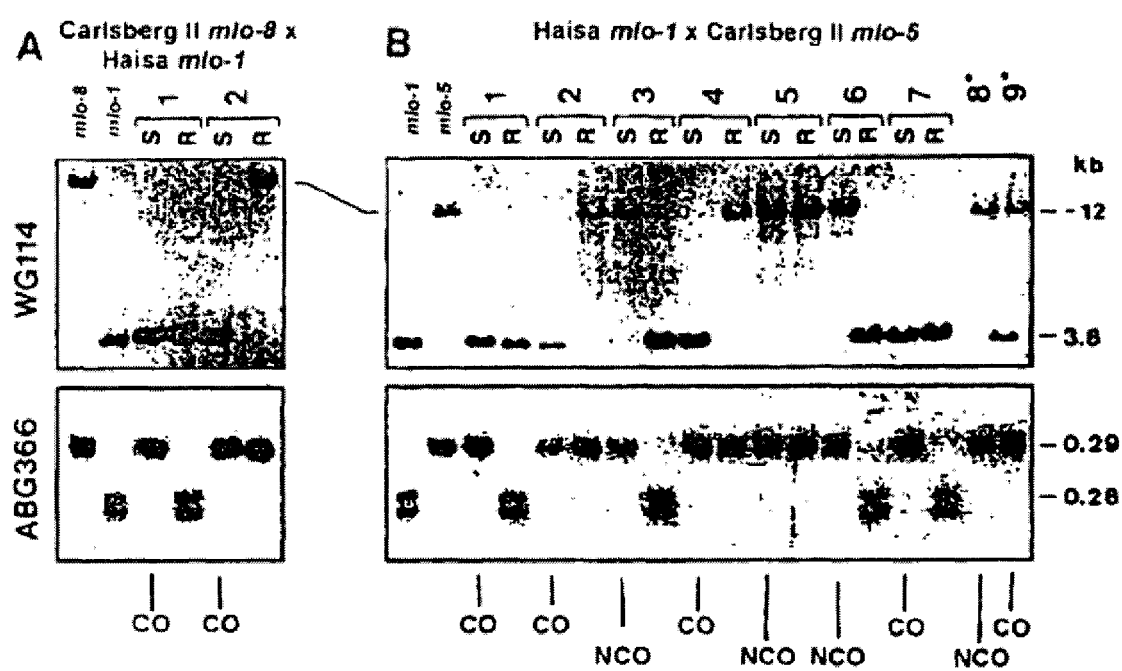 A
Carlsberg II mlo-8 x
Haisa mlo-1
mlo-8 mlo-1 1 2
S R S R
B
Haisa mlo-1 x Carlsberg II mlo-5
mlo-1 mlo-5 1 2 3 4 5 6 7 8* 9*
S R S R S R S R S R S R S R
kb
WG114
-12
3.8
ABG366
0.29
0.28
CO CO
CO CO NCO CO NCO NCO CO NCO CO